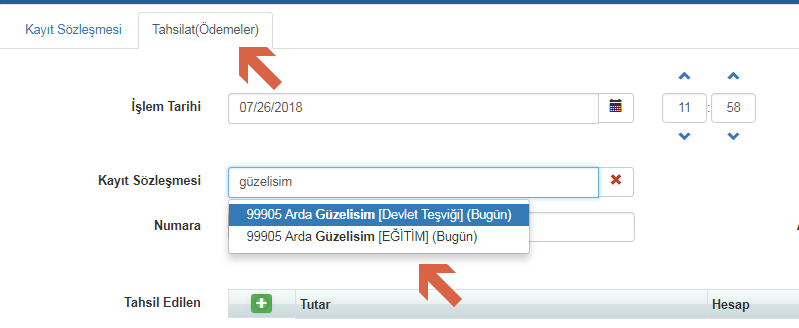 Kayıt Sözleşmesi Tahsilat(Ödemeler)
İşlem Tarihi 07/26/2018 11 : 58
Kayıt Sözleşmesi güzelisim
99905 Arda Güzelisim [Devlet Teşviği] (Bugün)
Numara
99905 Arda Güzelisim [EĞİTİM] (Bugün)
Tahsil Edilen Tutar Hesap